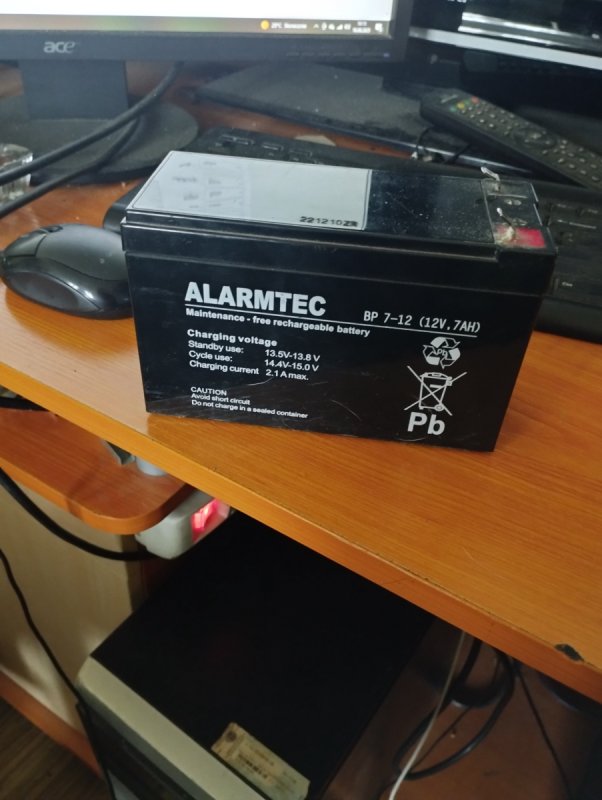 acer
221210ZR
ALARMTEC
BP 7-12 (12V,7AH)
Maintenance - free rechargeable battery
Charging voltage
Standby use: 13.5V-13.8 V
Cycle use: 14.4V-15.0 V
Charging current 2.1 A max.
CAUTION
Avoid short circuit
Do not charge in a sealed container
Pb
Pb